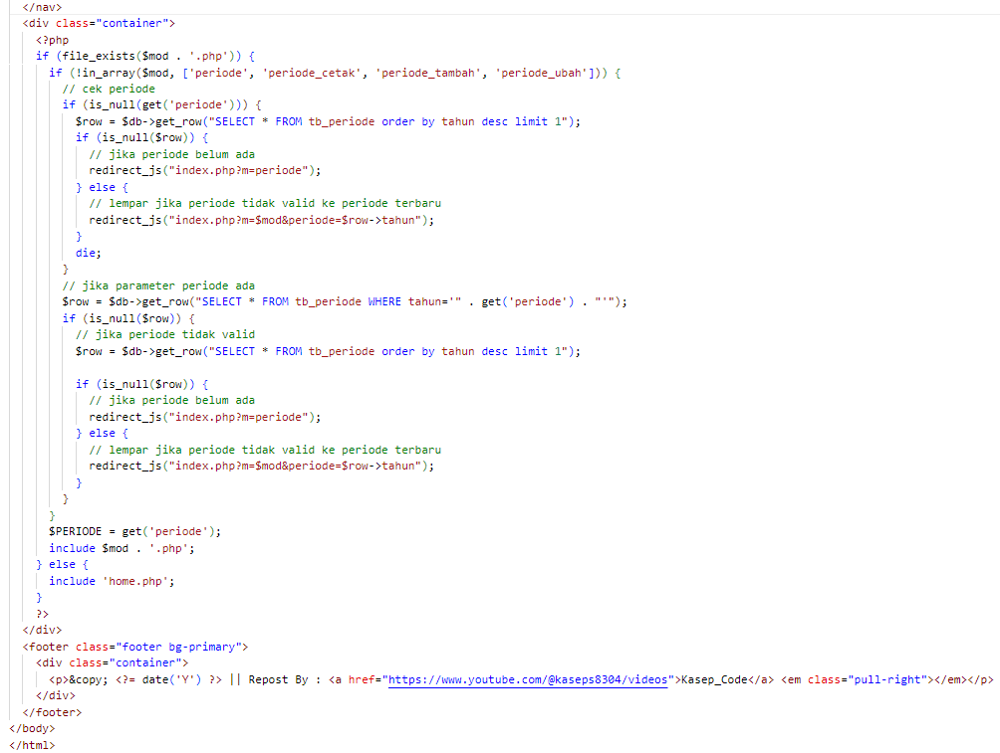 </nav>
<div class="container">
<?php
if (file_exists($mod . '.php')) {
if (!in_array($mod, ['periode', 'periode_cetak', 'periode_tambah', 'periode_ubah'])) {
// cek periode
if (is_null(get('periode'))) {
$row = $db->get_row("SELECT * FROM tb_periode order by tahun desc limit 1");
if (is_null($row)) {
// jika periode belum ada
redirect_js("index.php?m=periode");
} else {
// lempar jika periode tidak valid ke periode terbaru
redirect_js("index.php?m=$mod&periode=$row->tahun");
}
die;
}
// jika parameter periode ada
$row = $db->get_row("SELECT * FROM tb_periode WHERE tahun='" . get('periode') . "'");
if (is_null($row)) {
// jika periode tidak valid
$row = $db->get_row("SELECT * FROM tb_periode order by tahun desc limit 1");

if (is_null($row)) {
// jika periode belum ada
redirect_js("index.php?m=periode");
} else {
// lempar jika periode tidak valid ke periode terbaru
redirect_js("index.php?m=$mod&periode=$row->tahun");
}
}
}
$PERIODE = get('periode');
include $mod . '.php';
} else {
include 'home.php';
}
?>
</div>
<footer class="footer bg-primary">
<div class="container">
<p>&copy; <?= date('Y') ?> || Repost By : <a href="https://www.youtube.com/@kaseps8304/videos">Kasep_Code</a> <em class="pull-right"></em></p>
</div>
</footer>
</body>
</html>